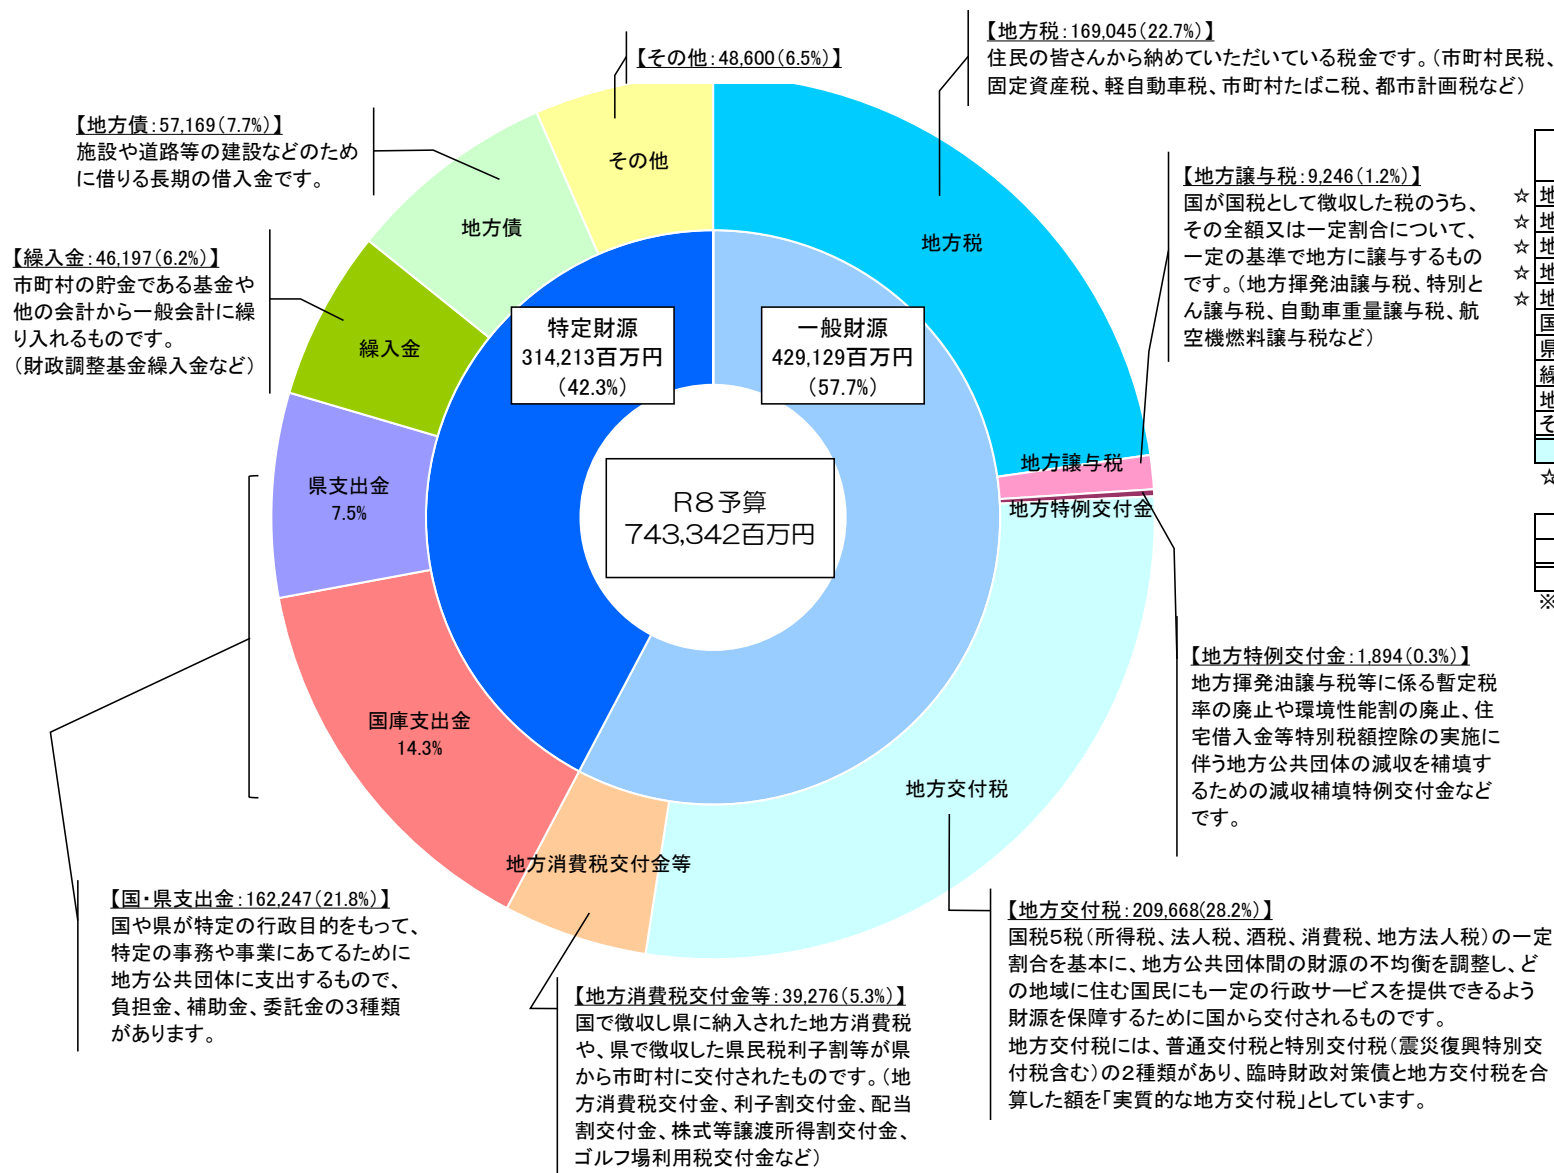 【その他:48,600(6.5%)】
【地方税:169,045(22.7%)】
住民の皆さんから納めていただいている税金です。(市町村民税、
固定資産税、軽自動車税、市町村たばこ税、都市計画税など)
【地方債:57,169(7.7%)】
施設や道路等の建設などのため
に借りる長期の借入金です。
【繰入金:46,197(6.2%)】
市町村の貯金である基金や
他の会計から一般会計に繰
り入れるものです。
(財政調整基金繰入金など)
【地方譲与税:9,246(1.2%)】
国が国税として徴収した税のうち、
その全額又は一定割合について、
一定の基準で地方に譲与するもの
です。(地方揮発油譲与税、特別と
ん譲与税、自動車重量譲与税、航
空機燃料譲与税など)
その他
地方債
繰入金
県支出金
7.5%
国庫支出金
14.3%
地方消費税交付金等
地方税
地方譲与税
地方特例交付金
地方交付税
特定財源
314,213百万円
(42.3%)
一般財源
429,129百万円
(57.7%)
R8予算
743,342百万円
☆ 地
☆ 地
☆ 地
☆ 地
☆ 地
国
県
繰
地
そ
☆
※
【地方特例交付金:1,894(0.3%)】
地方揮発油譲与税等に係る暫定税
率の廃止や環境性能割の廃止、住
宅借入金等特別税額控除の実施に
伴う地方公共団体の減収を補填す
るための減収補填特例交付金など
です。
【国・県支出金:162,247(21.8%)】
国や県が特定の行政目的をもって、
特定の事務や事業にあてるために
地方公共団体に支出するもので、
負担金、補助金、委託金の3種類
があります。
【地方消費税交付金等:39,276(5.3%)】
国で徴収し県に納入された地方消費税
や、県で徴収した県民税利子割等が県
から市町村に交付されたものです。(地
方消費税交付金、利子割交付金、配当
割交付金、株式等譲渡所得割交付金、
ゴルフ場利用税交付金など)
【地方交付税:209,668(28.2%)】
国税5税(所得税、法人税、酒税、消費税、地方法人税)の一定
割合を基本に、地方公共団体間の財源の不均衡を調整し、ど
の地域に住む国民にも一定の行政サービスを提供できるよう
財源を保障するために国から交付されるものです。
地方交付税には、普通交付税と特別交付税(震災復興特別交
付税含む)の2種類があり、臨時財政対策債と地方交付税を合
算した額を「実質的な地方交付税」としています。